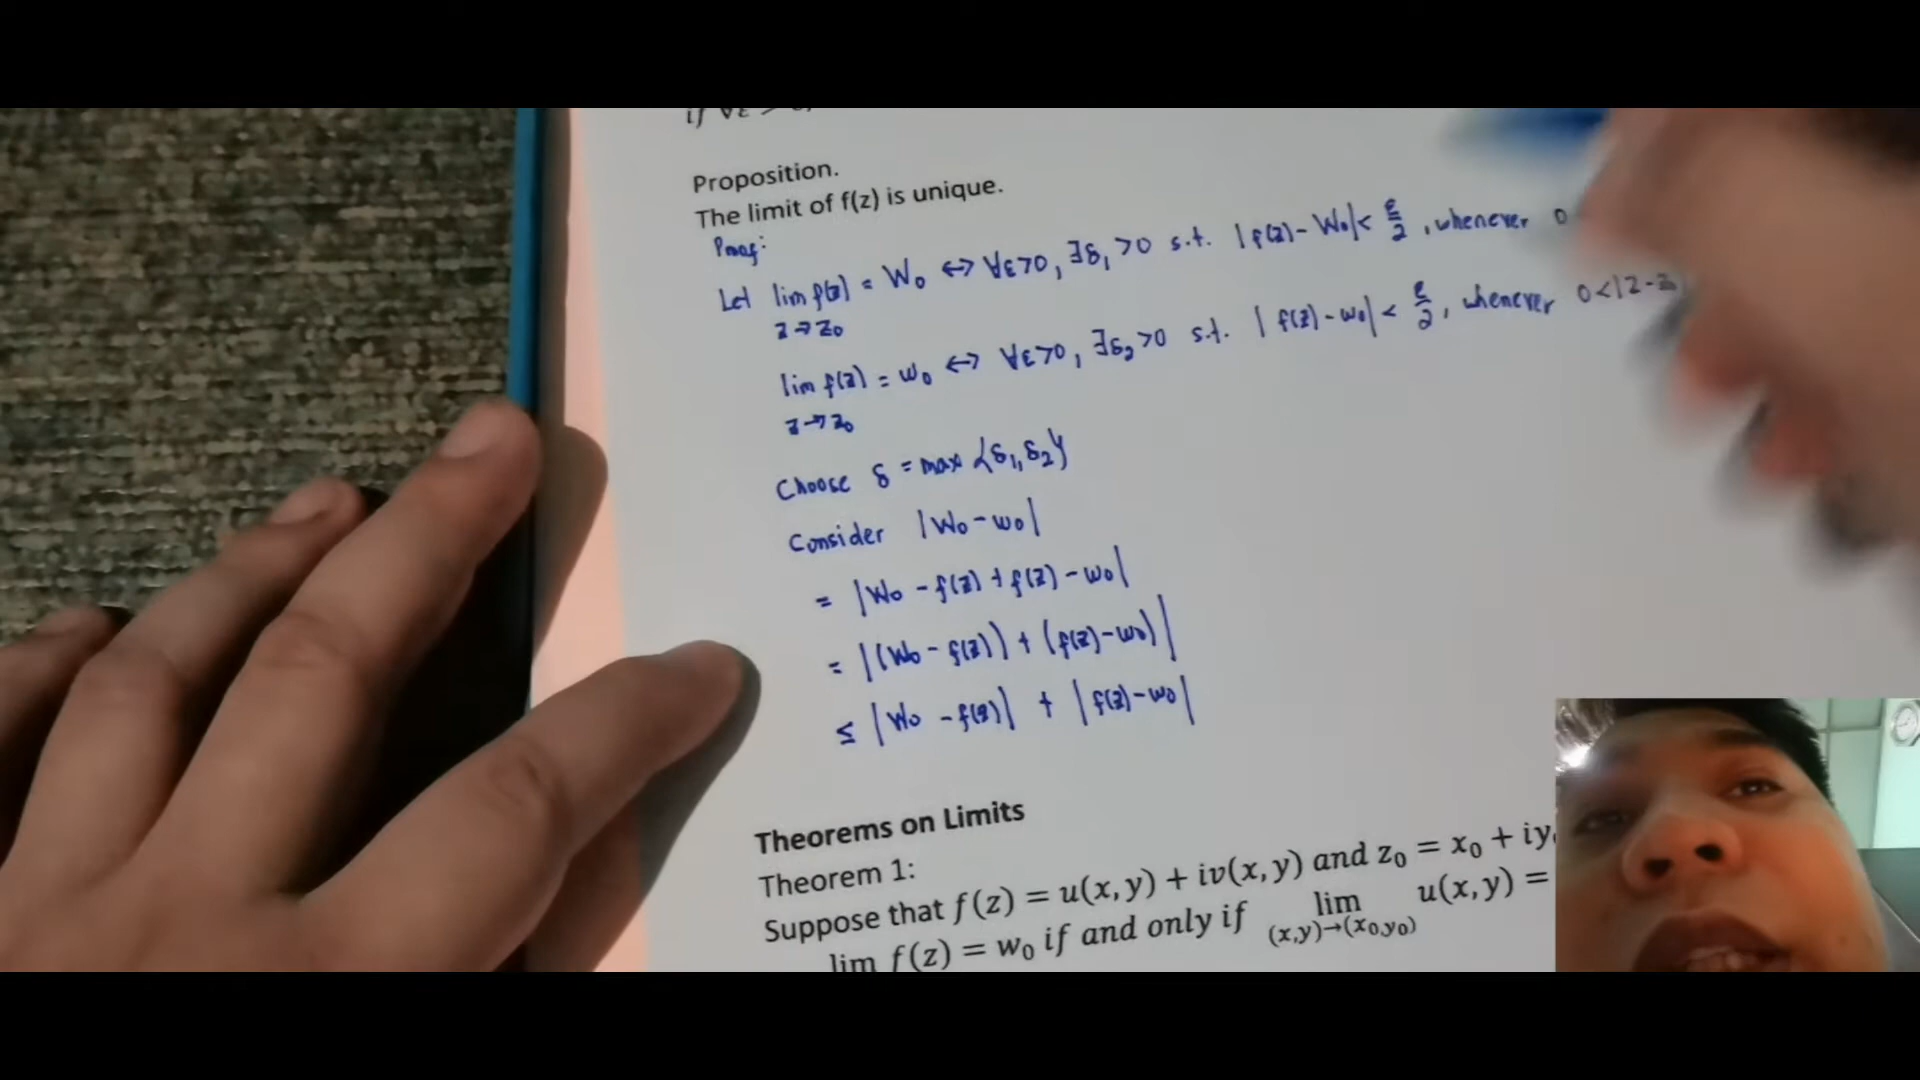 if ∀ε >
Proposition.
The limit of f(z) is unique.
Proof:
Let lim f(z) = W₀ ↔ ∀ε>0, ∃δ₁ >0 s.t. |f(z) - W₀| < ε/2 , whenever 0
z→z₀
lim f(z) = w₀ ↔ ∀ε>0, ∃δ₂ >0 s.t. |f(z) - w₀| < ε/2 , whenever 0<|z-z
z→z₀
Choose δ = max {δ₁, δ₂}
Consider |W₀ - w₀|
= |W₀ - f(z) + f(z) - w₀|
= |(W₀ - f(z)) + (f(z) - w₀)|
≤ |W₀ - f(z)| + |f(z) - w₀|
Theorems on Limits
Theorem 1:
Suppose that f(z) = u(x, y) + iv(x, y) and z₀ = x₀ + iy₀
lim f(z) = w₀ if and only if lim u(x, y) =
(x,y)→(x₀,y₀)